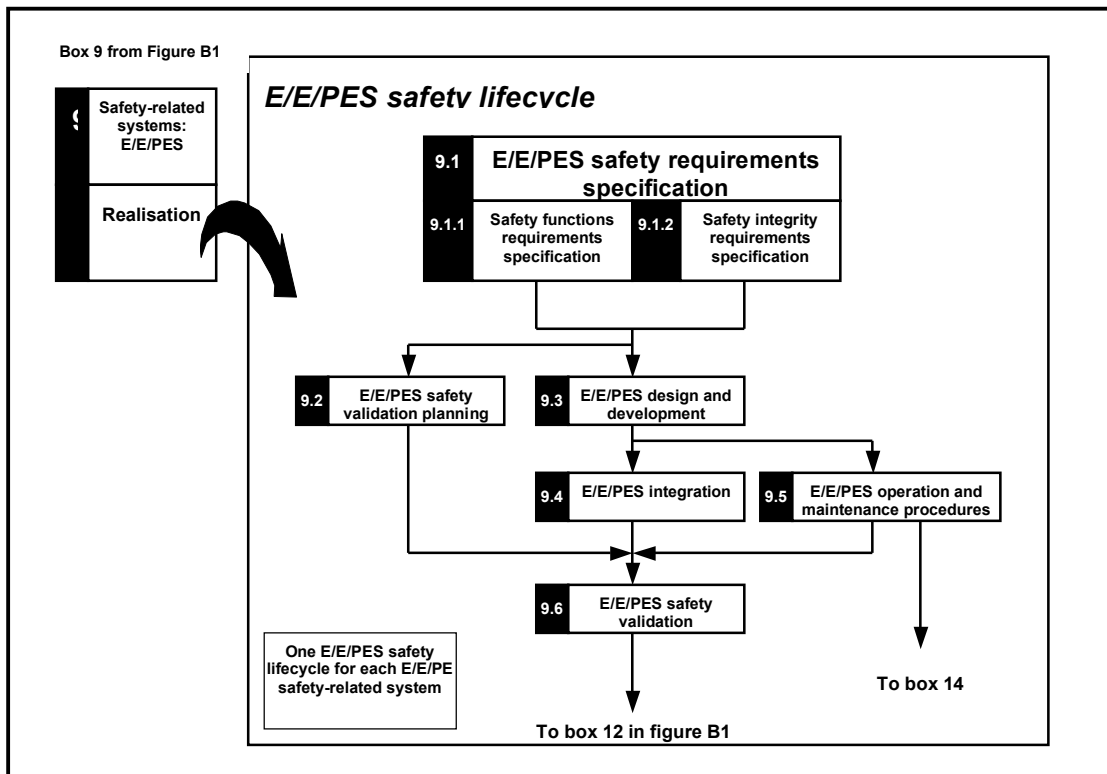 Box 9 from Figure B1
9
Safety-related
systems:
E/E/PES
Realisation
E/E/PES safety lifecycle
9.1
E/E/PES safety requirements
specification
9.1.1
Safety functions
requirements
specification
9.1.2
Safety integrity
requirements
specification
9.2
E/E/PES safety
validation planning
9.3
E/E/PES design and
development
9.4
E/E/PES integration
9.5
E/E/PES operation and
maintenance procedures
9.6
E/E/PES safety
validation
One E/E/PES safety
lifecycle for each E/E/PE
safety-related system
To box 14
To box 12 in figure B1